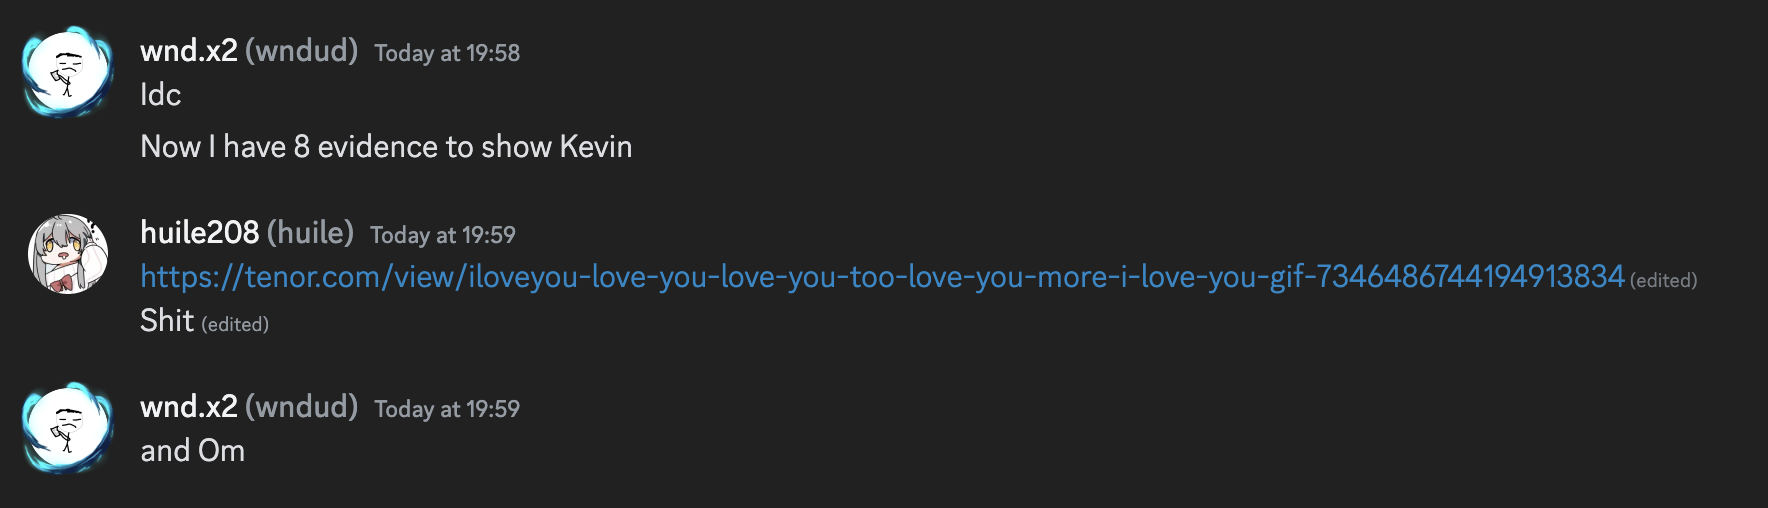 wnd.x2 (wndud) Today at 19:58
Idc
Now I have 8 evidence to show Kevin
huile208 (huile) Today at 19:59
https://tenor.com/view/iloveyou-love-you-love-you-too-love-you-more-i-love-you-gif-7346486744194913834 (edited)
Shit (edited)
wnd.x2 (wndud) Today at 19:59
and Om